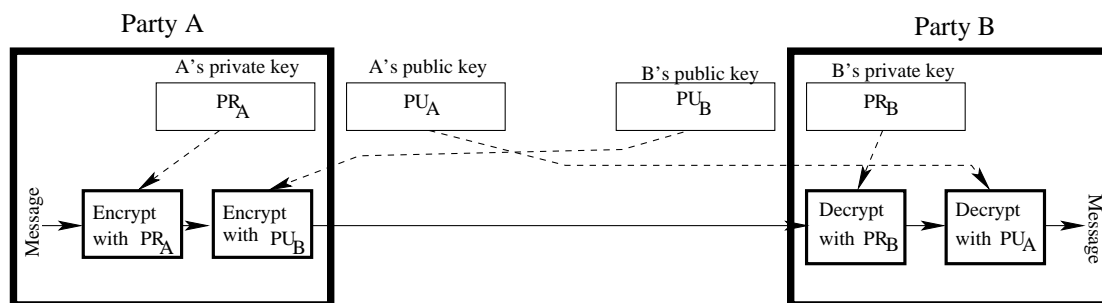 Party A
Party B
A's private key
A's public key
B's public key
B's private key
PR_A
PU_A
PU_B
PR_B
Message
Encrypt
with PR_A
Encrypt
with PU_B
Decrypt
with PR_B
Decrypt
with PU_A
Message